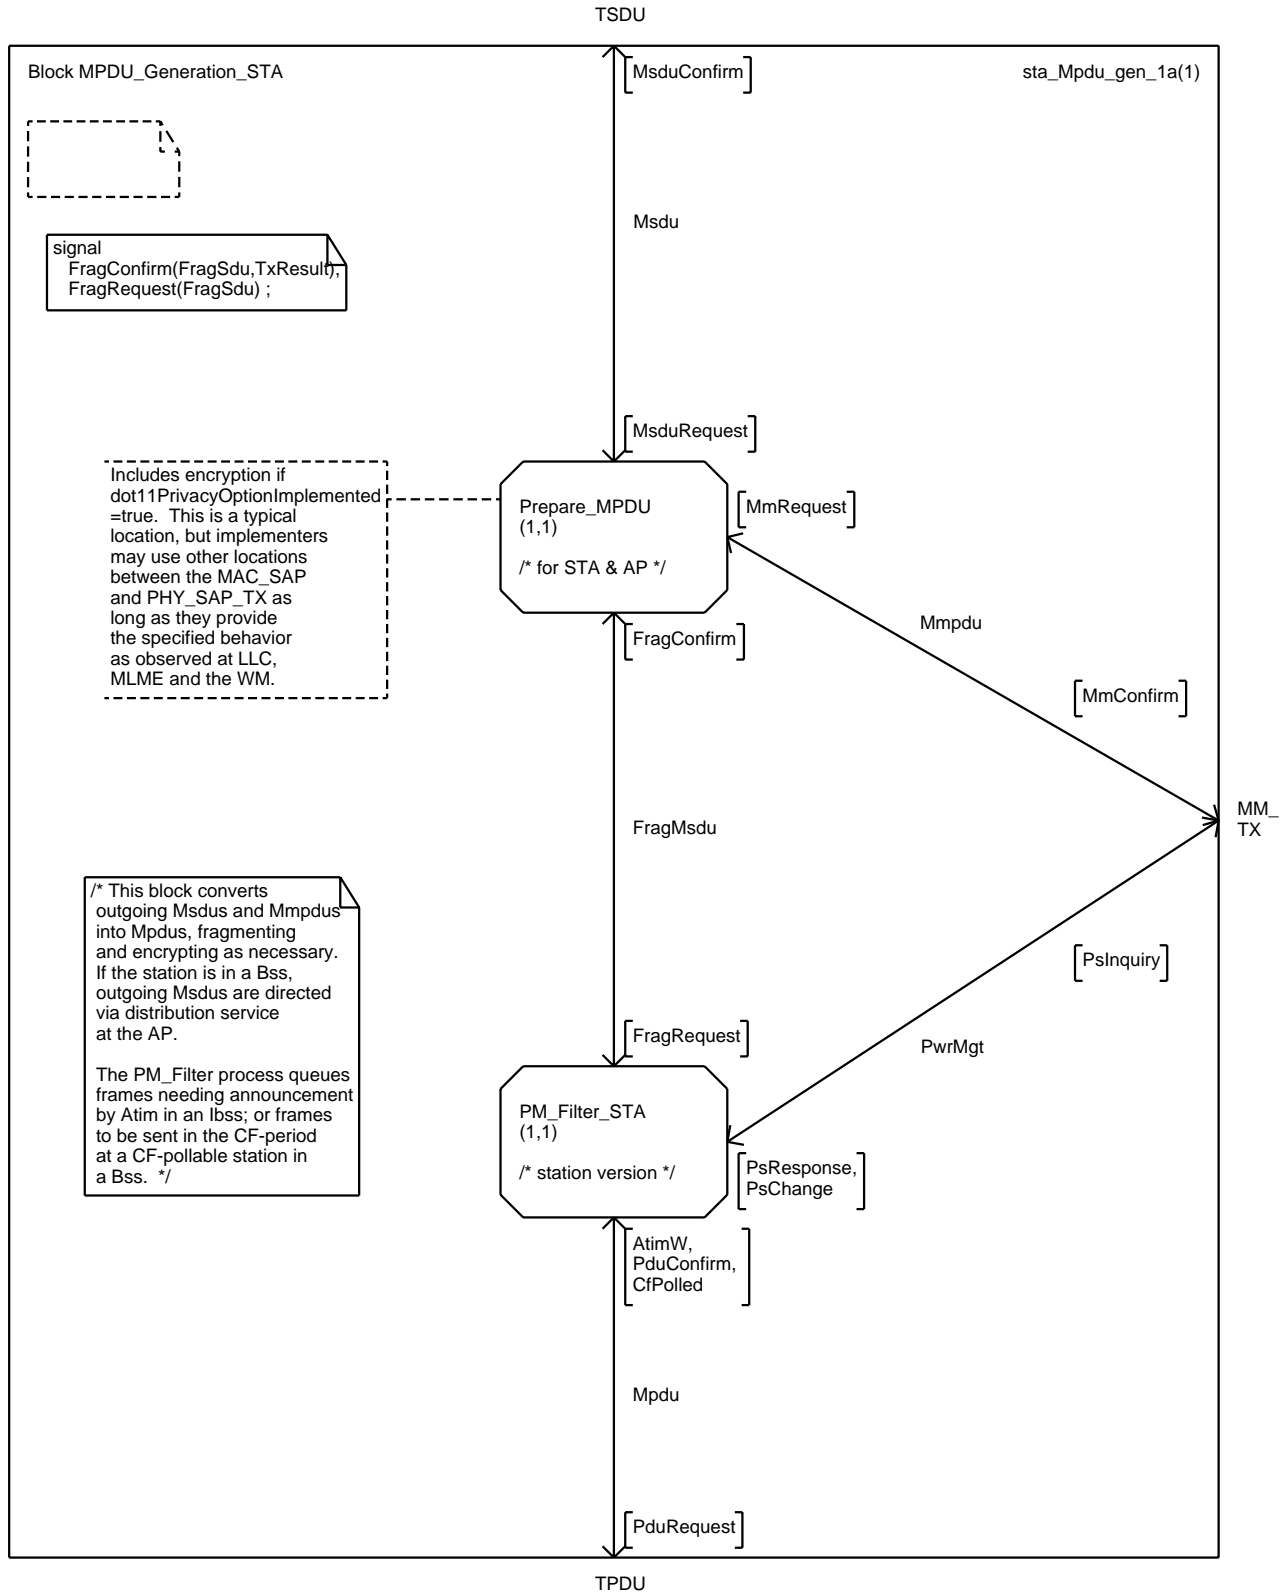 TSDU
Block MPDU_Generation_STA
sta_Mpdu_gen_1a(1)
MsduConfirm
Msdu
signal
FragConfirm(FragSdu,TxResult),
FragRequest(FragSdu) ;
MsduRequest
Includes encryption if
dot11PrivacyOptionImplemented
=true.  This is a typical
location, but implementers
may use other locations
between the MAC_SAP
and PHY_SAP_TX as
long as they provide
the specified behavior
as observed at LLC,
MLME and the WM.
Prepare_MPDU
(1,1)
/* for STA & AP */
MmRequest
Mmpdu
FragConfirm
MmConfirm
MM_
TX
FragMsdu
/* This block converts
outgoing Msdus and Mmpdus
into Mpdus, fragmenting
and encrypting as necessary.
If the station is in a Bss,
outgoing Msdus are directed
via distribution service
at the AP.
The PM_Filter process queues
frames needing announcement
by Atim in an Ibss; or frames
to be sent in the CF-period
at a CF-pollable station in
a Bss.  */
PsInquiry
FragRequest
PwrMgt
PM_Filter_STA
(1,1)
/* station version */
PsResponse,
PsChange
AtimW,
PduConfirm,
CfPolled
Mpdu
PduRequest
TPDU